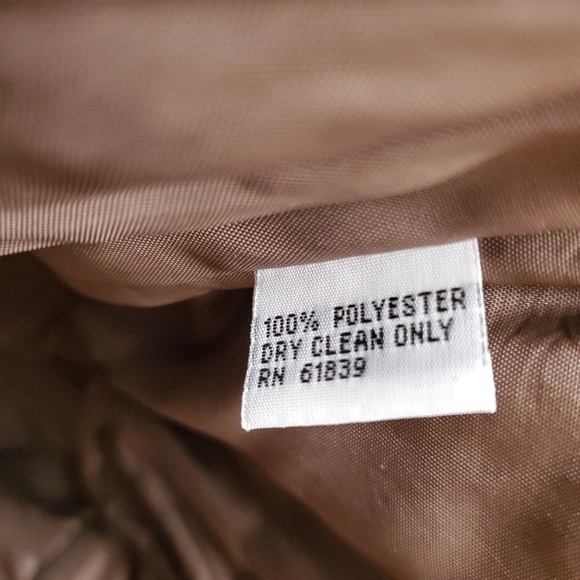 100% POLYESTER
DRY CLEAN ONLY
RN 61839